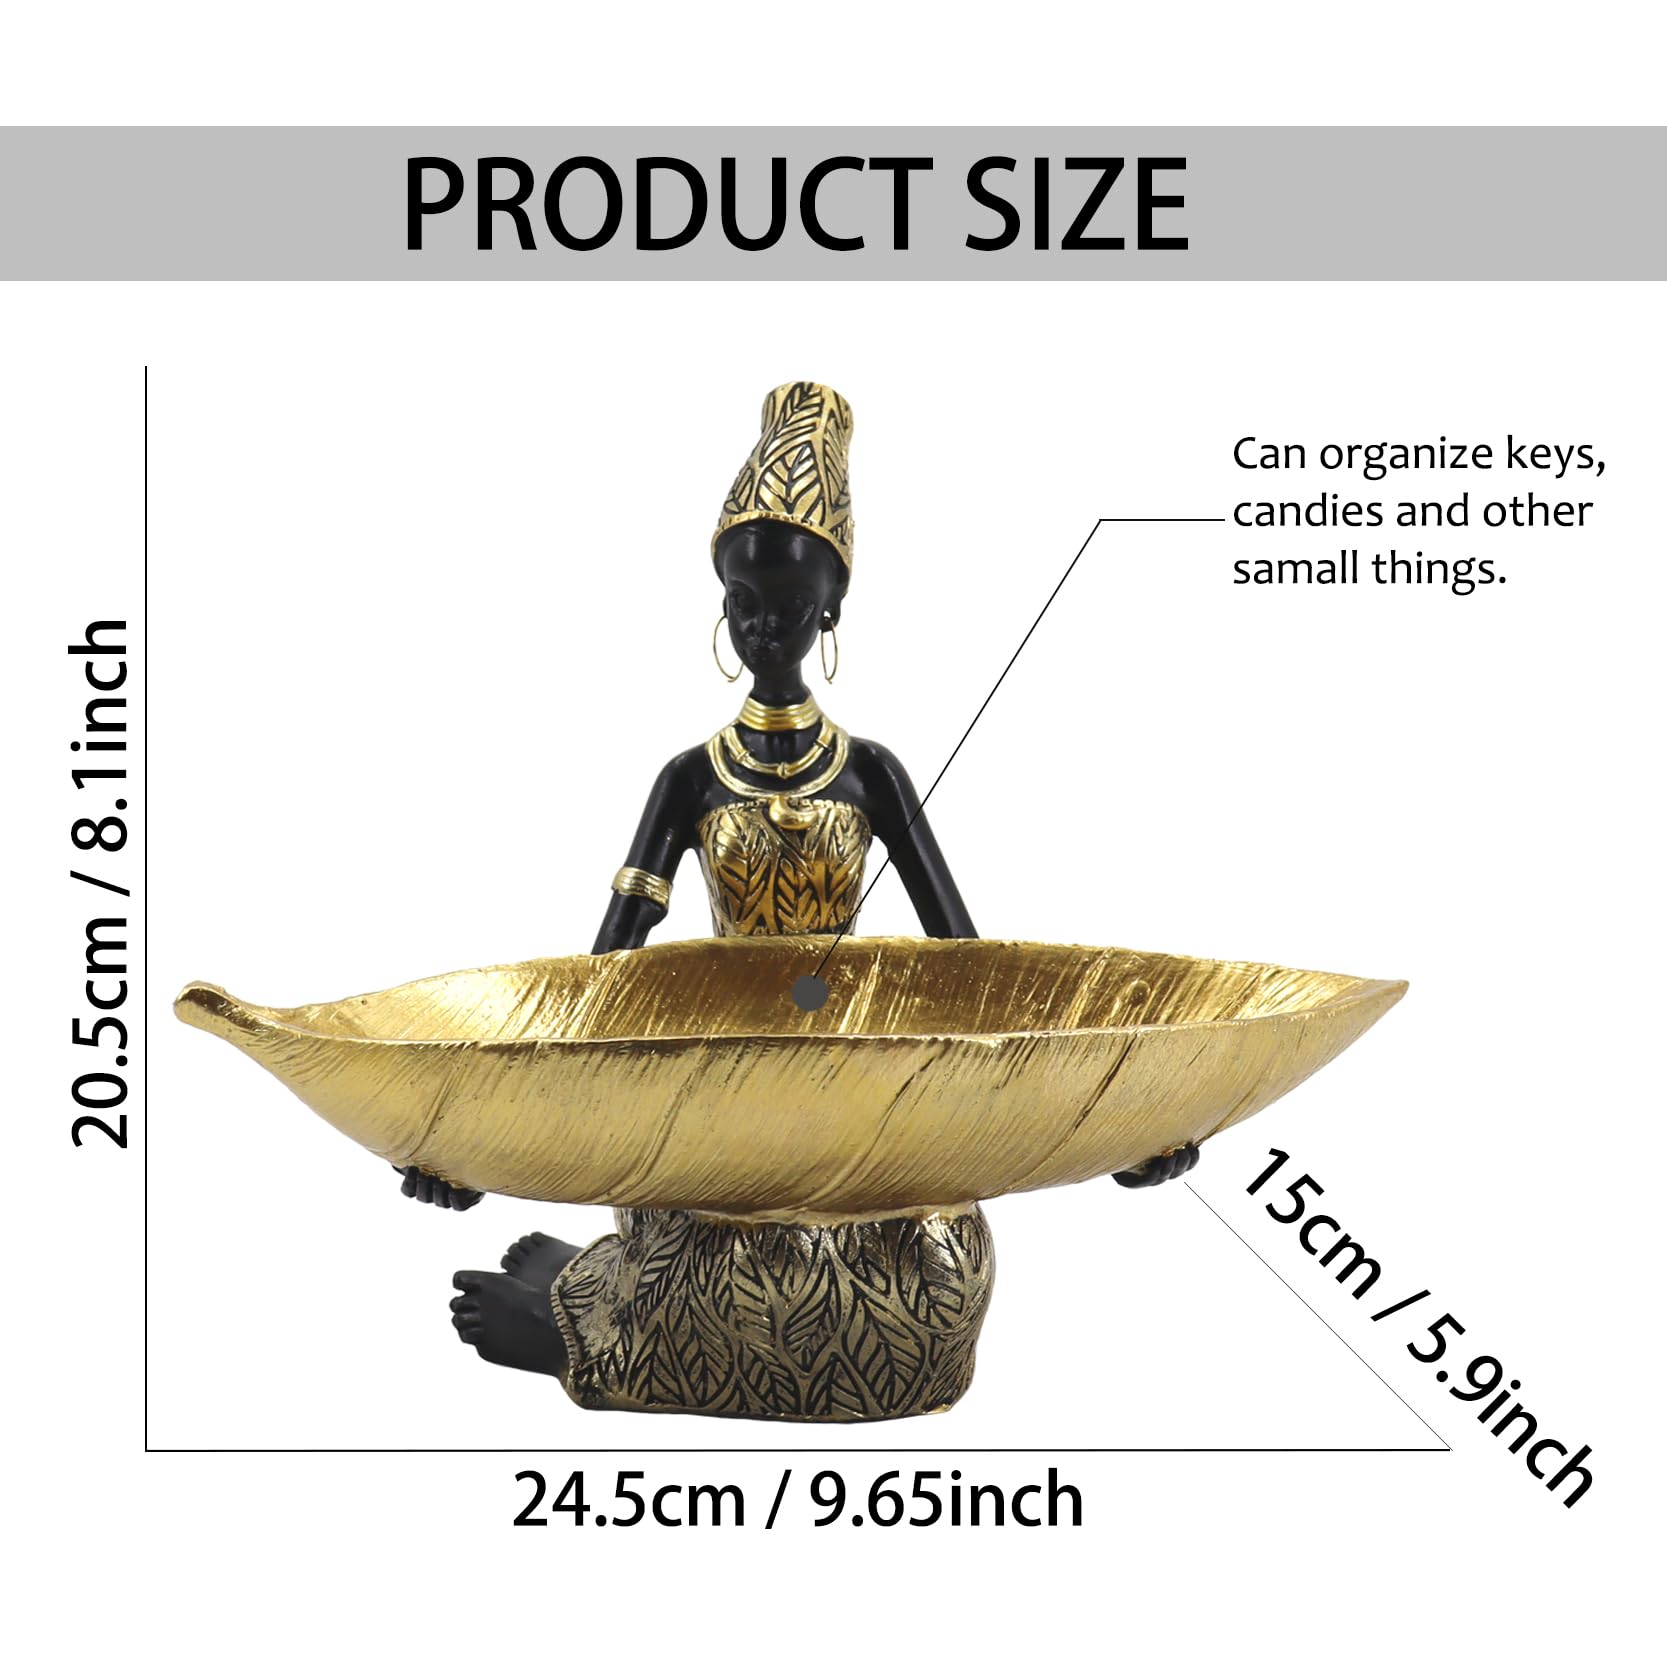 PRODUCT SIZE
Can organize keys,
candies and other
samall things.
20.5cm / 8.1inch
15cm / 5.9inch
24.5cm / 9.65inch